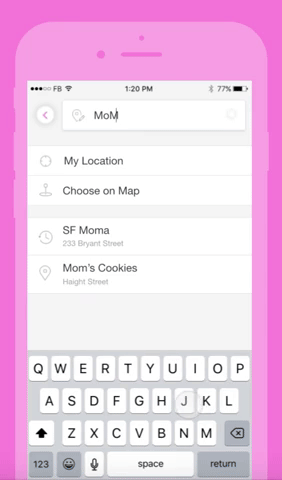 FB 1:20 PM 77%
MoM
My Location
Choose on Map
SF Moma
233 Bryant Street
Mom's Cookies
Haight Street
Q W E R T Y U I O P
A S D F G H J K L
Z X C V B N M
123 space return